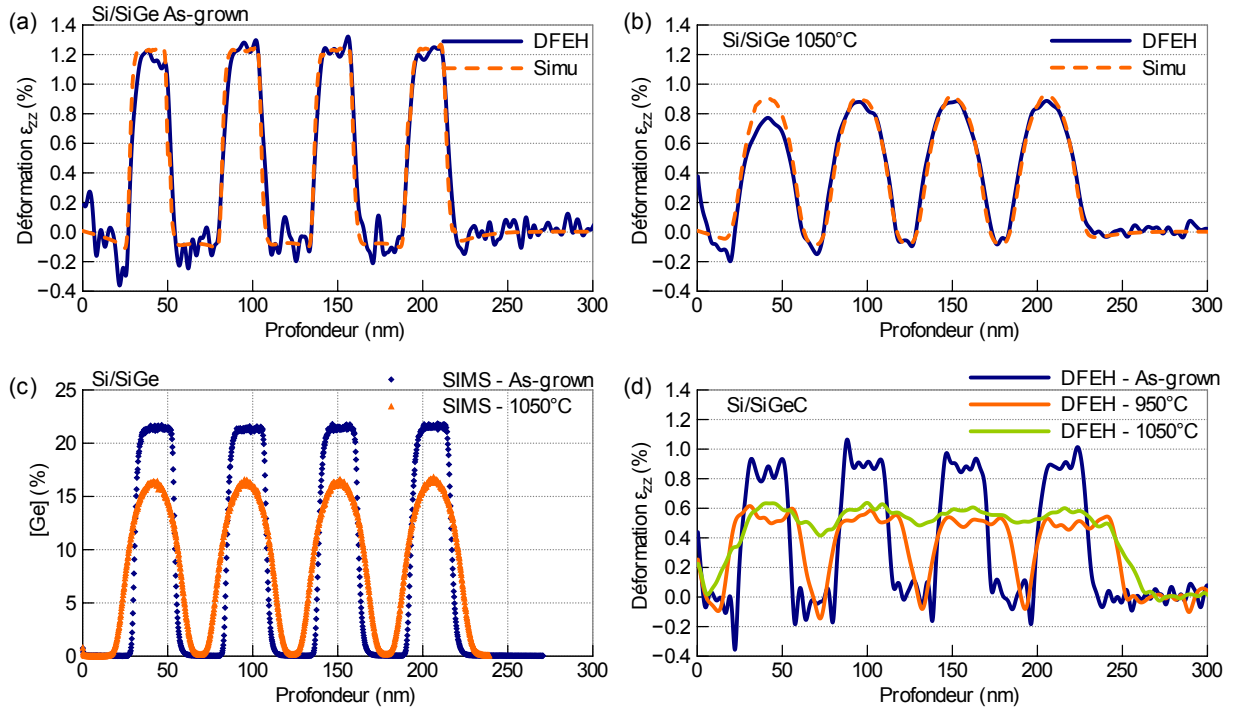 (a) Si/SiGe As-grown
DFEH
Simu
Déformation εzz (%)
1.4
1.2
1.0
0.8
0.6
0.4
0.2
0.0
−0.2
−0.4
0 50 100 150 200 250 300
Profondeur (nm)
(b)
Si/SiGe 1050°C
DFEH
Simu
Déformation εzz (%)
1.4
1.2
1.0
0.8
0.6
0.4
0.2
0.0
−0.2
−0.4
0 50 100 150 200 250 300
Profondeur (nm)
(c) Si/SiGe
SIMS - As-grown
SIMS - 1050°C
[Ge] (%)
25
20
15
10
5
0
0 50 100 150 200 250 300
Profondeur (nm)
(d)
Si/SiGeC
DFEH - As-grown
DFEH - 950°C
DFEH - 1050°C
Déformation εzz (%)
1.4
1.2
1.0
0.8
0.6
0.4
0.2
0.0
−0.2
−0.4
0 50 100 150 200 250 300
Profondeur (nm)